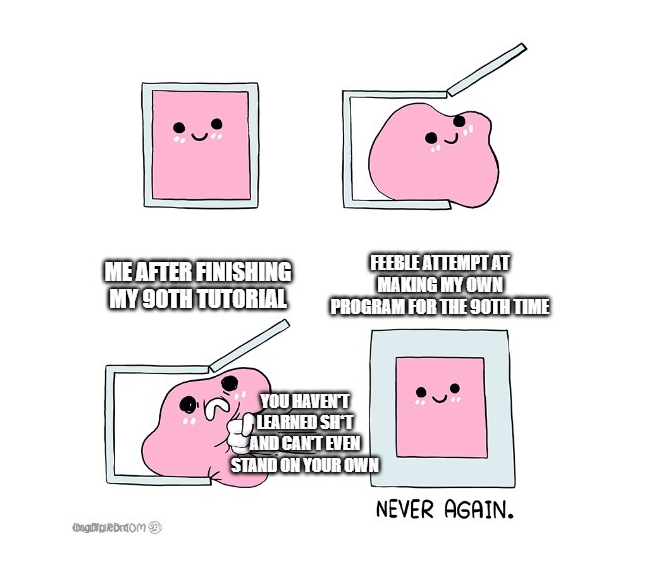 ME AFTER FINISHING
MY 90TH TUTORIAL
FEEBLE ATTEMPT AT
MAKING MY OWN
PROGRAM FOR THE 90TH TIME
YOU HAVEN'T
LEARNED SH*T
AND CAN'T EVEN
STAND ON YOUR OWN
NEVER AGAIN.